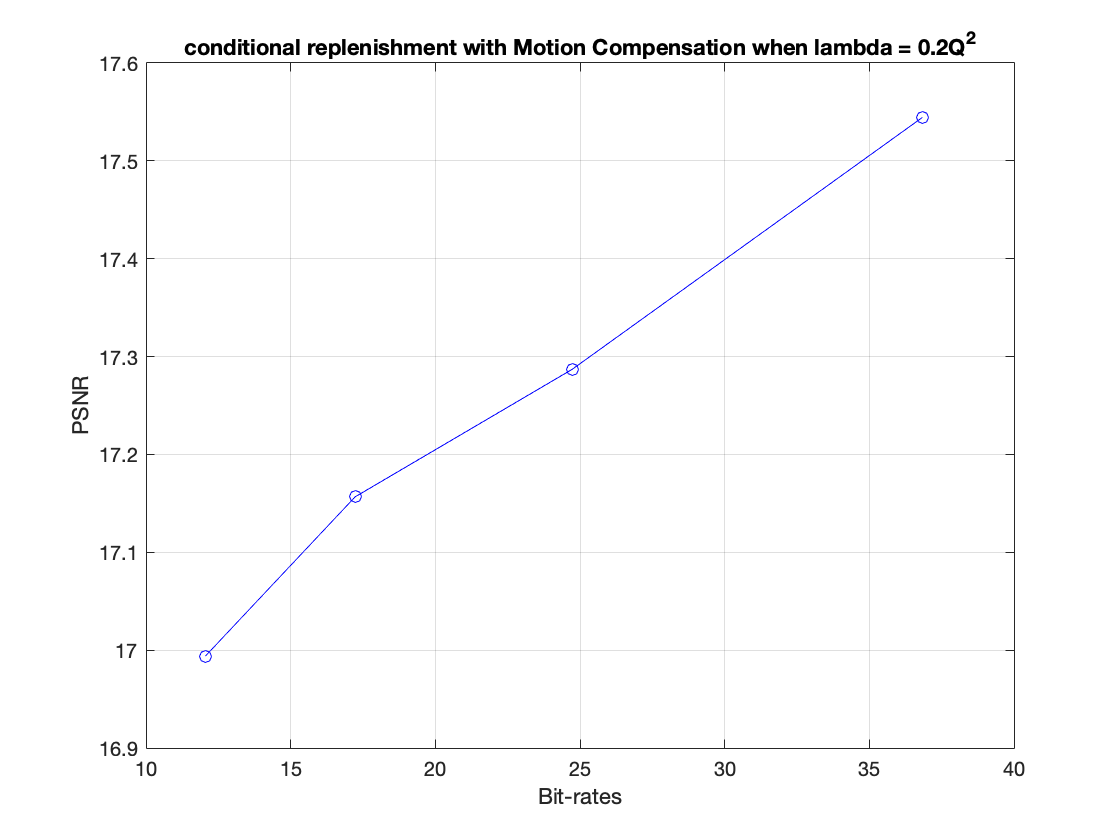 conditional replenishment with Motion Compensation when lambda = 0.2Q²
17.6
17.5
17.4
17.3
17.2
17.1
17
16.9
PSNR
10 15 20 25 30 35 40
Bit-rates